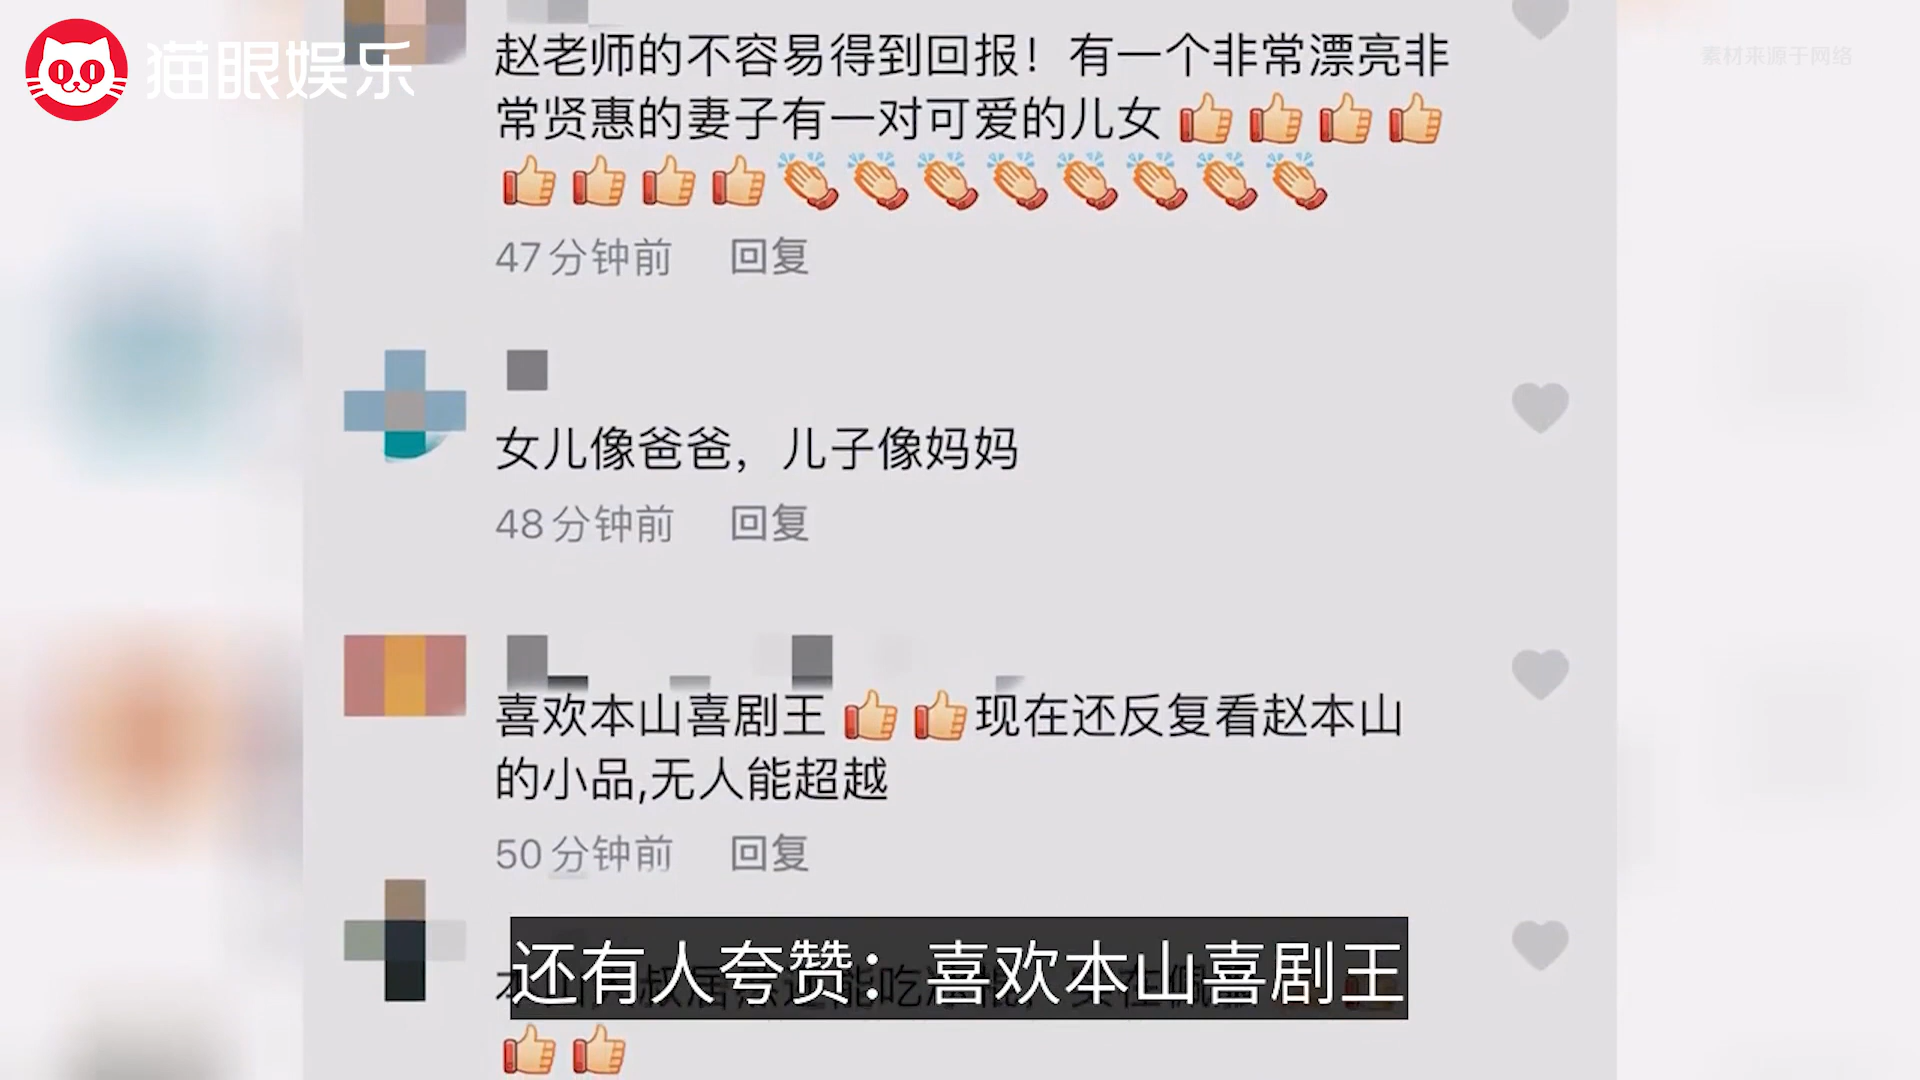 猫眼娱乐
素材来源于网络
赵老师的不容易得到回报！有一个非常漂亮非
常贤惠的妻子有一对可爱的儿女👍👍👍👍
👍👍👍👍👏👏👏👏👏👏👏👏
47分钟前 回复
女儿像爸爸，儿子像妈妈
48分钟前 回复
喜欢本山喜剧王👍👍现在还反复看赵本山
的小品,无人能超越
50分钟前 回复
还有人夸赞：喜欢本山喜剧王
👍👍